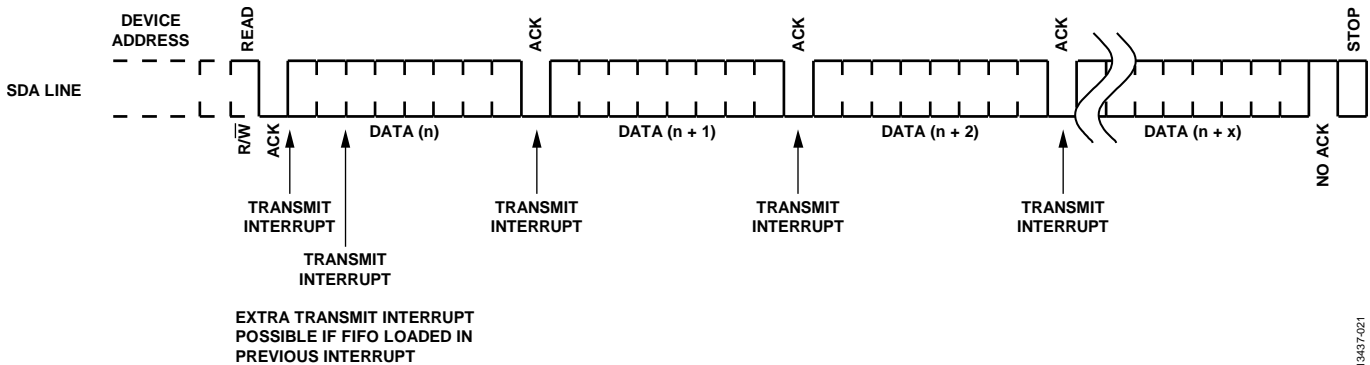 DEVICE
ADDRESS
READ
ACK
ACK
ACK
STOP
SDA LINE
R/W
ACK
DATA (n)
DATA (n + 1)
DATA (n + 2)
DATA (n + x)
NO ACK
TRANSMIT
INTERRUPT
TRANSMIT
INTERRUPT
TRANSMIT
INTERRUPT
TRANSMIT
INTERRUPT
TRANSMIT
INTERRUPT
EXTRA TRANSMIT INTERRUPT
POSSIBLE IF FIFO LOADED IN
PREVIOUS INTERRUPT
13437-021